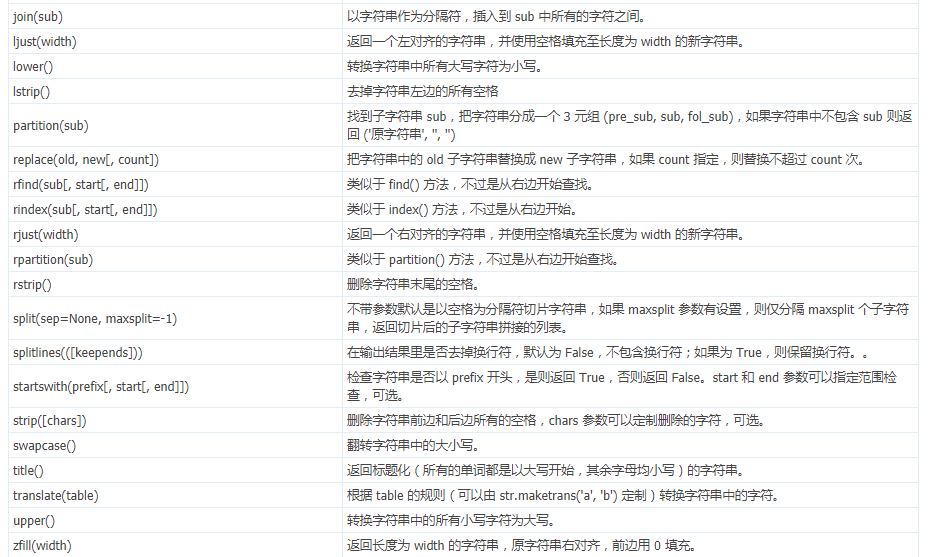 join(sub) 以字符串作为分隔符，插入到 sub 中所有的字符之间。
ljust(width) 返回一个左对齐的字符串，并使用空格填充至长度为 width 的新字符串。
lower() 转换字符串中所有大写字符为小写。
lstrip() 去掉字符串左边的所有空格
partition(sub) 找到子字符串 sub，把字符串分成一个 3 元组 (pre_sub, sub, fol_sub)，如果字符串中不包含 sub 则返
回 ('原字符串', '', '')
replace(old, new[, count]) 把字符串中的 old 子字符串替换成 new 子字符串，如果 count 指定，则替换不超过 count 次。
rfind(sub[, start[, end]]) 类似于 find() 方法，不过是从右边开始查找。
rindex(sub[, start[, end]]) 类似于 index() 方法，不过是从右边开始。
rjust(width) 返回一个右对齐的字符串，并使用空格填充至长度为 width 的新字符串。
rpartition(sub) 类似于 partition() 方法，不过是从右边开始查找。
rstrip() 删除字符串末尾的空格。
split(sep=None, maxsplit=-1) 不带参数默认是以空格为分隔符切片字符串，如果 maxsplit 参数有设置，则仅分隔 maxsplit 个子字符
串，返回切片后的子字符串拼接的列表。
splitlines(([keepends])) 在输出结果里是否去掉换行符，默认为 False，不包含换行符；如果为 True，则保留换行符。。
startswith(prefix[, start[, end]]) 检查字符串是否以 prefix 开头，是则返回 True，否则返回 False。start 和 end 参数可以指定范围检
查，可选。
strip([chars]) 删除字符串前边和后边所有的空格，chars 参数可以定制删除的字符，可选。
swapcase() 翻转字符串中的大小写。
title() 返回标题化（所有的单词都是以大写开始，其余字母均小写）的字符串。
translate(table) 根据 table 的规则（可以由 str.maketrans('a', 'b') 定制）转换字符串中的字符。
upper() 转换字符串中的所有小写字符为大写。
zfill(width) 返回长度为 width 的字符串，原字符串右对齐，前边用 0 填充。